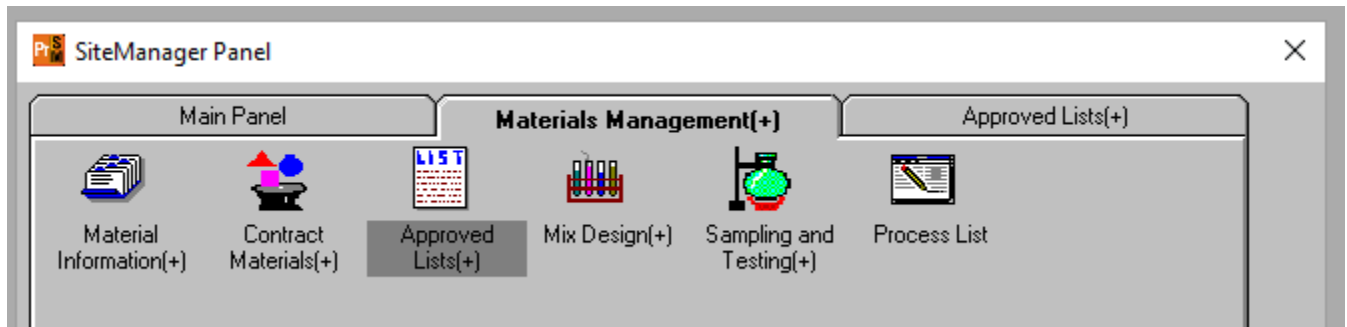 SiteManager Panel
Main Panel
Materials Management(+)
Approved Lists(+)
LIST
Material
Information(+)
Contract
Materials(+)
Approved
Lists(+)
Mix Design(+)
Sampling and
Testing(+)
Process List